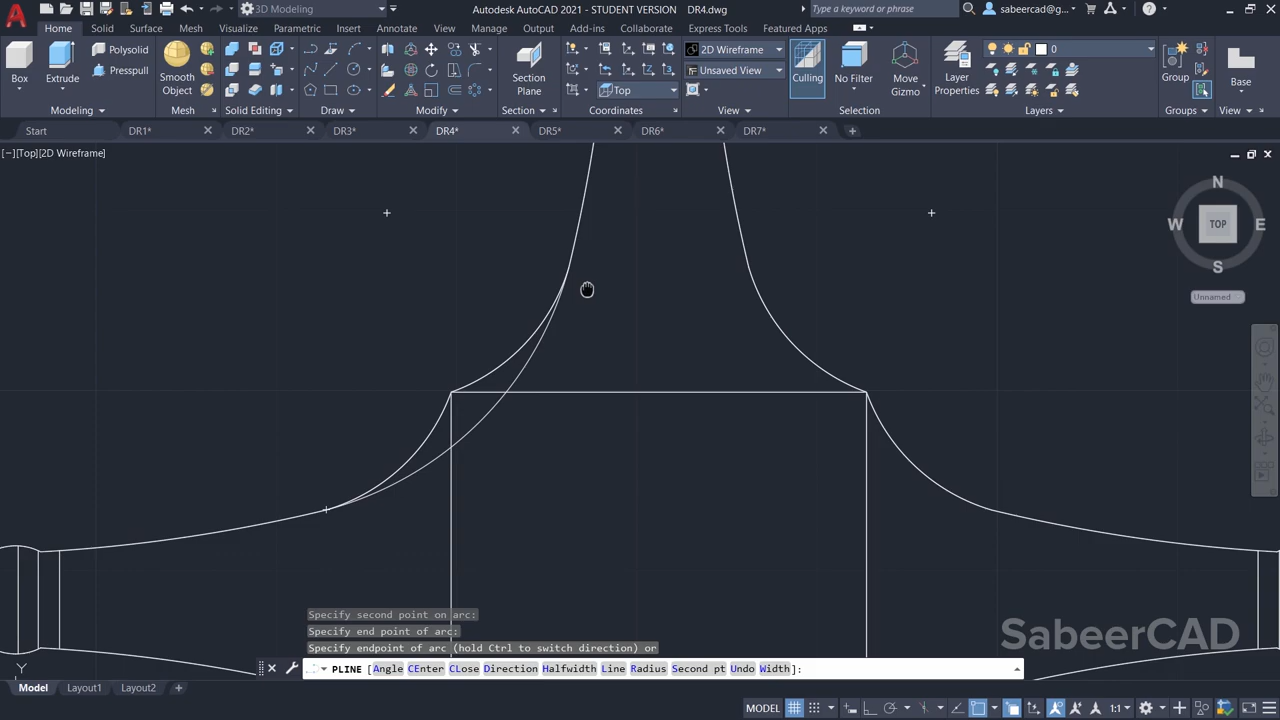 Autodesk AutoCAD 2021 - STUDENT VERSION DR4.dwg
3D Modeling
Type a keyword or phrase
sabeercad@g...
Home Solid Surface Mesh Visualize Parametric Insert Annotate View Manage Output Collaborate Express Tools Featured Apps
Box
Extrude
Polysolid
Presspull
Smooth
Object
Section
Plane
Top
2D Wireframe
Unsaved View
Culling
No Filter
Move
Gizmo
Layer
Properties
0
Group
Base
Modeling Mesh Solid Editing Draw Modify Section Coordinates View Selection Layers Groups
Start DR1* DR2* DR3* DR4* DR5* DR6* DR7*
[−][Top][2D Wireframe]
N
W TOP E
S
Unnamed
Specify second point on arc:
Specify end point of arc:
Specify endpoint of arc (hold Ctrl to switch direction) or
SabeerCAD
Y
PLINE [Angle CEnter CLose Direction Halfwidth Line Radius Second pt Undo Width]:
Model Layout1 Layout2
MODEL 1:1